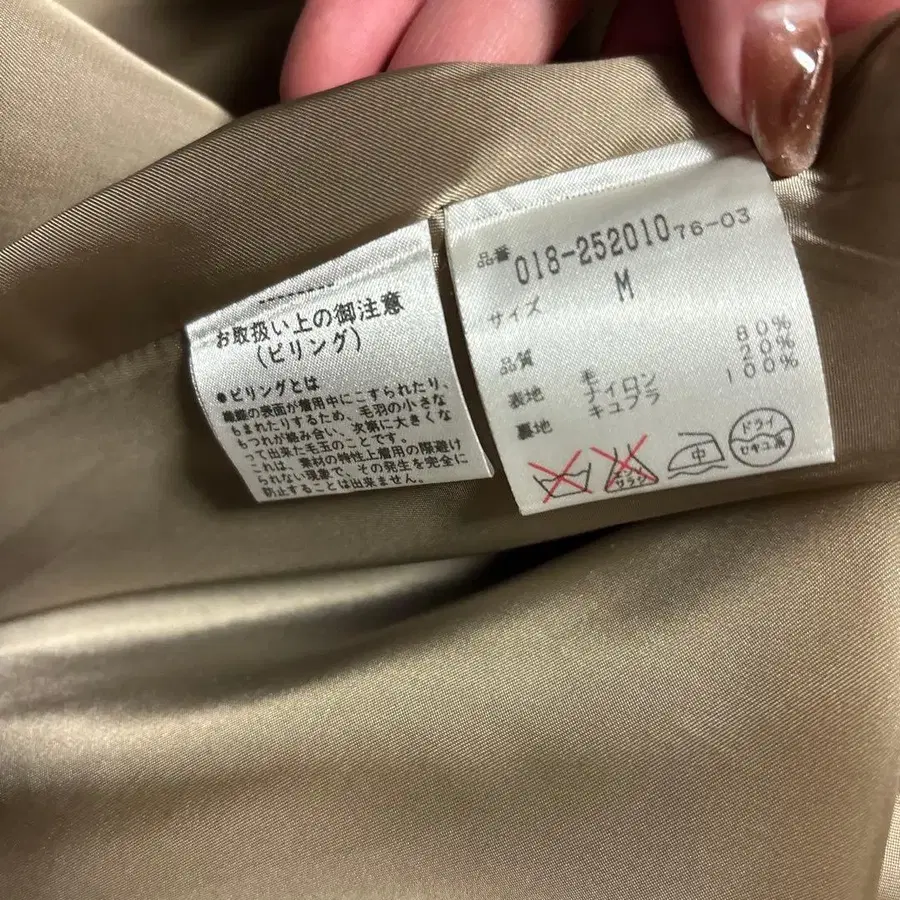 お取扱い上の御注意
(ピリング)
●ピリングとは
繊維の表面が着用中にこすられたり、
もまれたりするため、毛羽の小さな
もつれが絡み合い、次第に大きくな
って出来た毛玉のことです。
これは、素材の特性上着用の際避け
られない現象で、その発生を完全に
防止することは出来ません。
品番 018-252010 76-03
サイズ M
品質
表地 毛 80%
ナイロン 20%
裏地 キュプラ 100%
エンソ
サラシ
中
ドライ
セキユ系